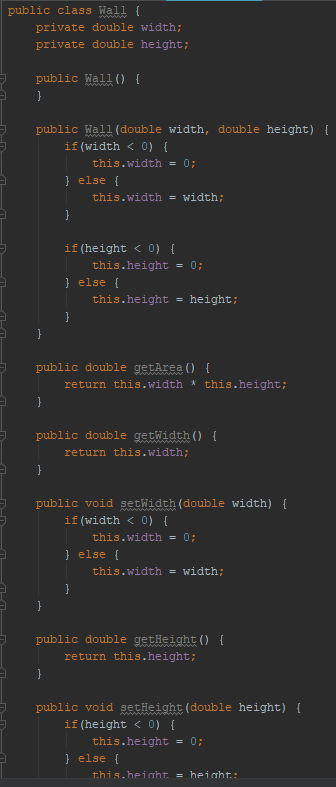 public class Wall {
private double width;
private double height;
public Wall() {
}
public Wall(double width, double height) {
if(width < 0) {
this.width = 0;
} else {
this.width = width;
}
if(height < 0) {
this.height = 0;
} else {
this.height = height;
}
}
public double getArea() {
return this.width * this.height;
}
public double getWidth() {
return this.width;
}
public void setWidth(double width) {
if(width < 0) {
this.width = 0;
} else {
this.width = width;
}
}
public double getHeight() {
return this.height;
}
public void setHeight(double height) {
if(height < 0) {
this.height = 0;
} else {
this.height = height;